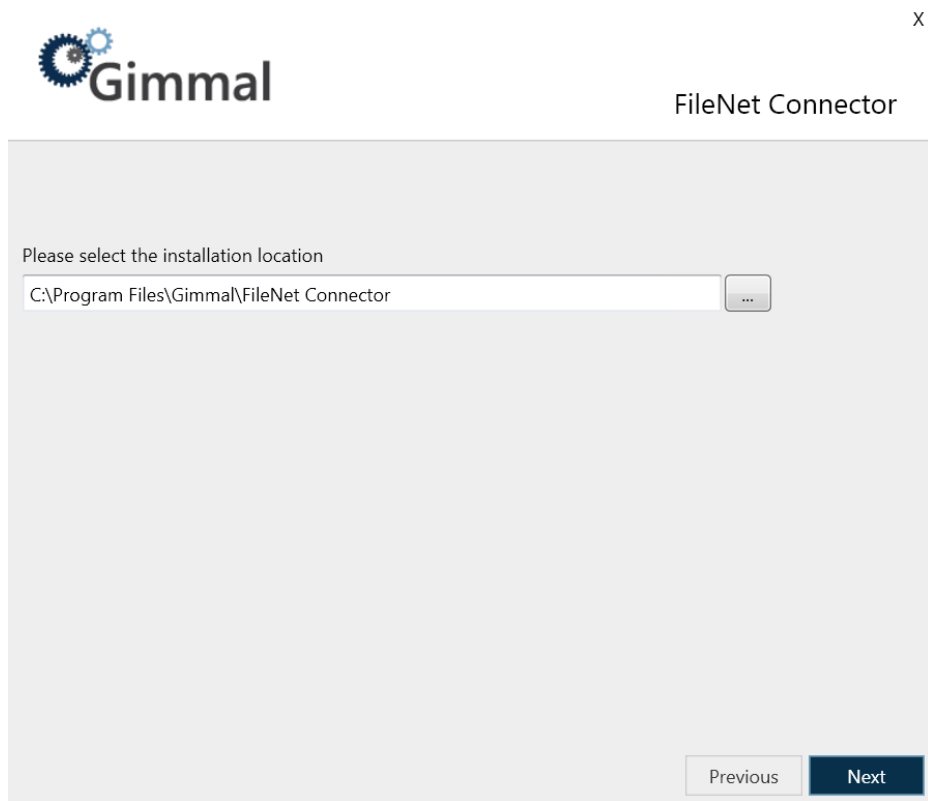 X
Gimmal
FileNet Connector
Please select the installation location
C:\Program Files\Gimmal\FileNet Connector
...
Previous
Next